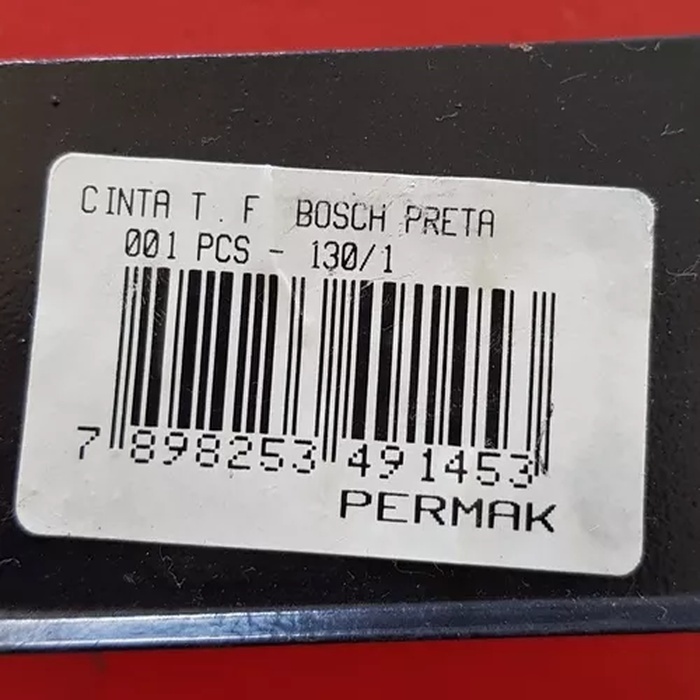 CINTA T. F BOSCH PRETA
001 PCS - 130/1
7 898253 491453
PERMAK